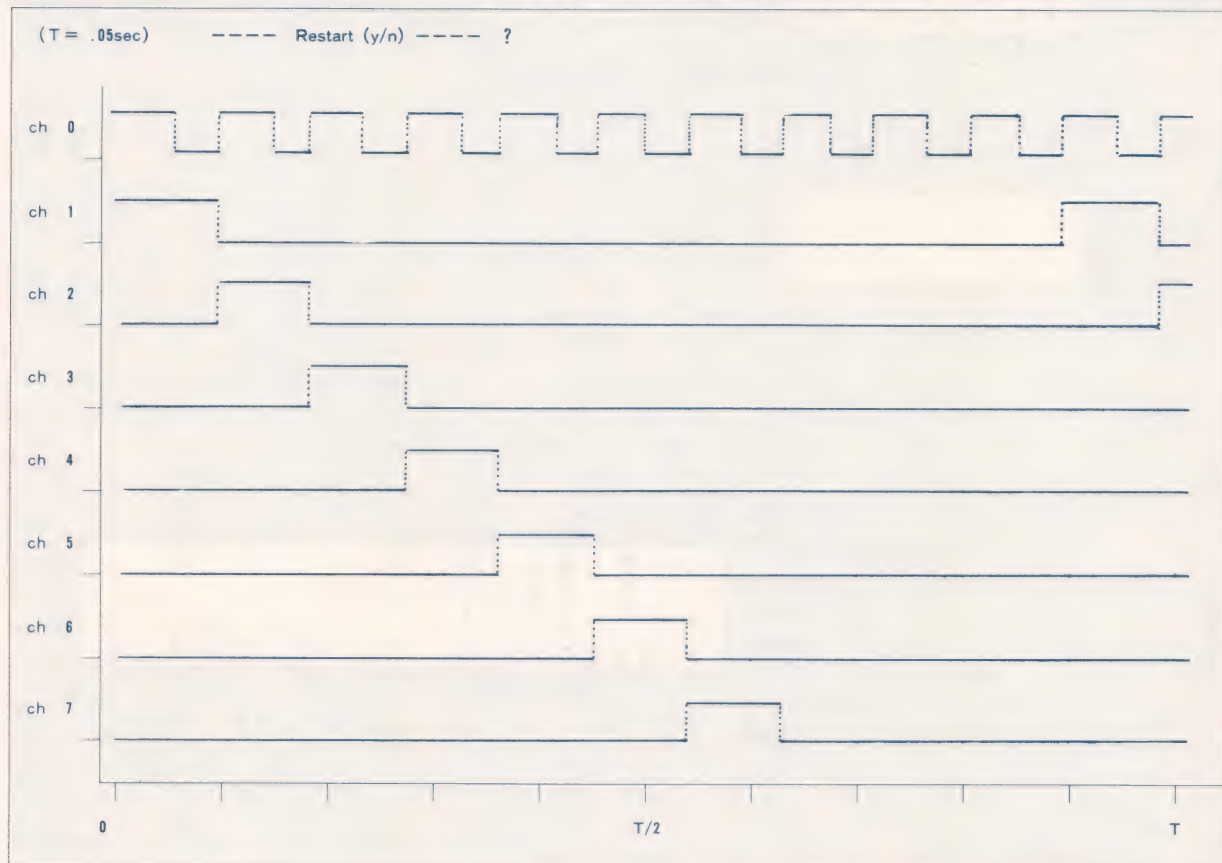 (T = .05sec) ---- Restart (y/n) ---- ?
ch 0
ch 1
ch 2
ch 3
ch 4
ch 5
ch 6
ch 7
0 T/2 T